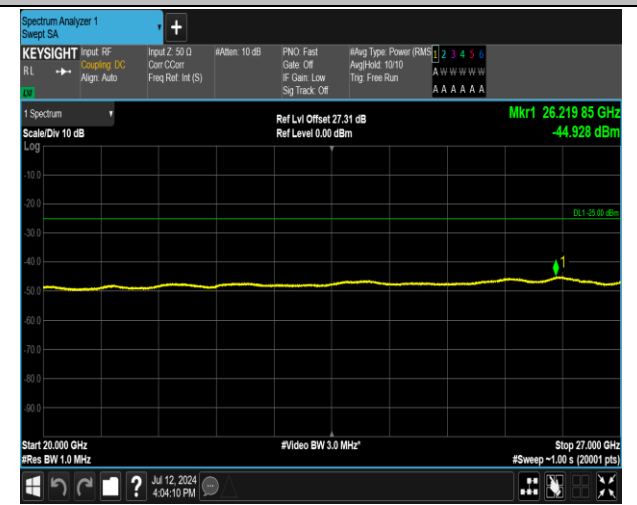 Spectrum Analyzer 1
Swept SA
+
KEYSIGHT Input: RF Input Z: 50 Ω #Atten: 10 dB PNO: Fast #Avg Type: Power (RMS 1 2 3 4 5 6
RL Coupling: DC Corr CCorr Gate: Off Avg|Hold: 10/10 A W W W W W
Align: Auto Freq Ref: Int (S) IF Gain: Low Trig: Free Run
Sig Track: Off A A A A A A
1 Spectrum Ref Lvl Offset 27.31 dB Mkr1 26.219 85 GHz
Scale/Div 10 dB Ref Level 0.00 dBm -44.928 dBm
Log
-10.0
-20.0
DL1 -25.00 dBm
-30.0
-40.0
1
-50.0
-60.0
-70.0
-80.0
-90.0
Start 20.000 GHz #Video BW 3.0 MHz* Stop 27.000 GHz
#Res BW 1.0 MHz #Sweep ~1.00 s (20001 pts)
? Jul 12, 2024
4:04:10 PM